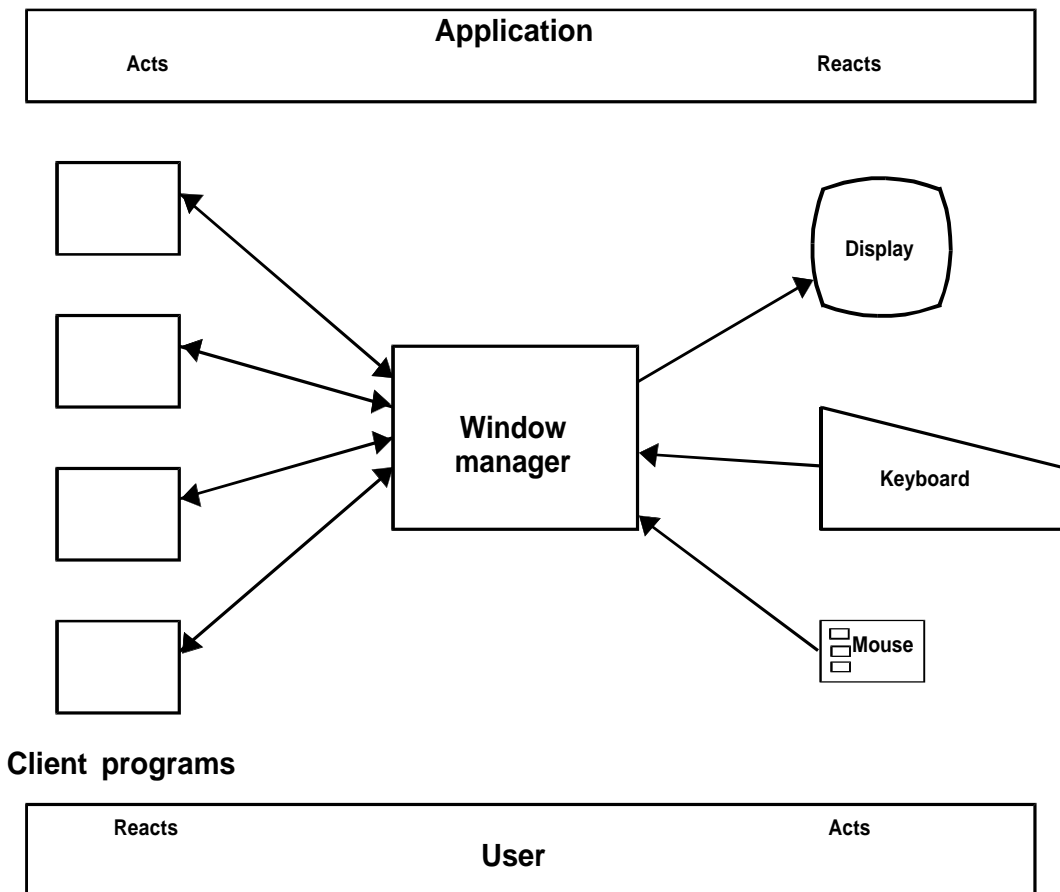 Application
Acts Reacts
Display
Window
manager
Keyboard
Mouse
Client programs
Reacts Acts
User